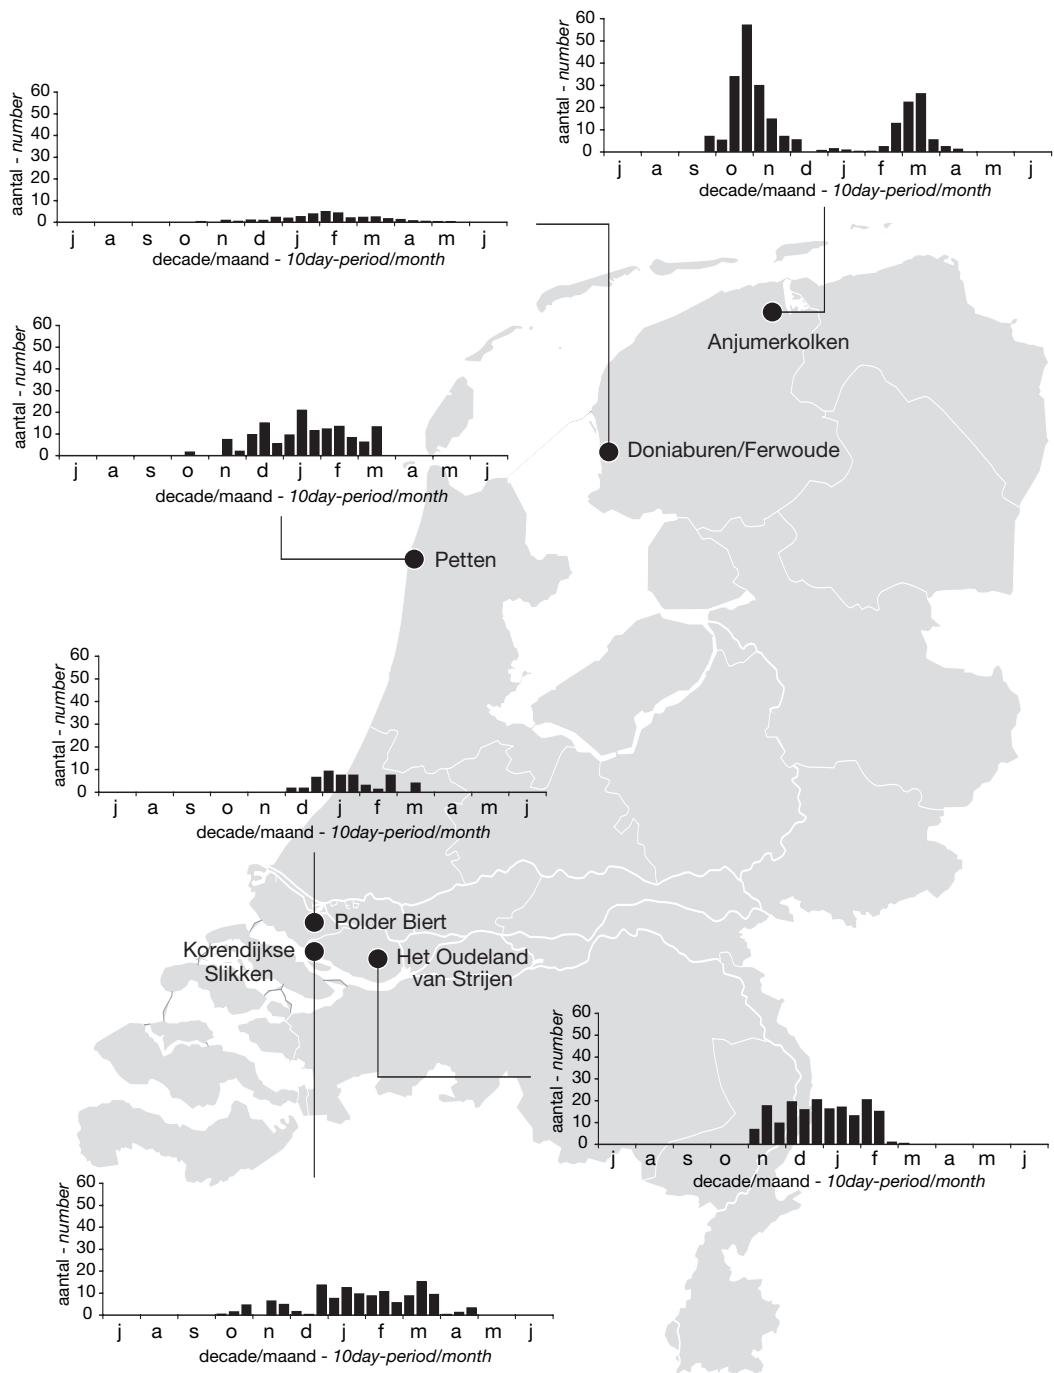 60
50
40
30
20
10
0
aantal - number
j a s o n d j f m a m j
decade/maand - 10day-period/month
60
50
40
30
20
10
0
aantal - number
j a s o n d j f m a m j
decade/maand - 10day-period/month
Anjumerkolken
60
50
40
30
20
10
0
aantal - number
j a s o n d j f m a m j
decade/maand - 10day-period/month
Doniaburen/Ferwoude
Petten
60
50
40
30
20
10
0
aantal - number
j a s o n d j f m a m j
decade/maand - 10day-period/month
Polder Biert
Korendijkse
Slikken
Het Oudeland
van Strijen
60
50
40
30
20
10
0
aantal - number
j a s o n d j f m a m j
decade/maand - 10day-period/month
60
50
40
30
20
10
0
aantal - number
j a s o n d j f m a m j
decade/maand - 10day-period/month